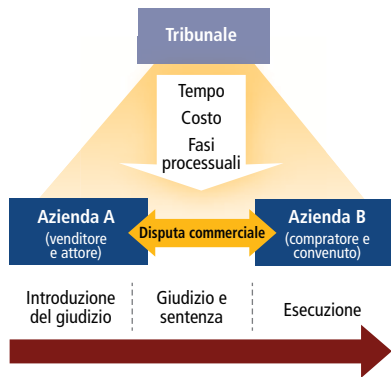 Tribunale
Tempo
Costo
Fasi
processuali
Azienda A
(venditore
e attore)
Disputa commerciale
Azienda B
(compratore e
convenuto)
Introduzione
del giudizio
Giudizio e
sentenza
Esecuzione